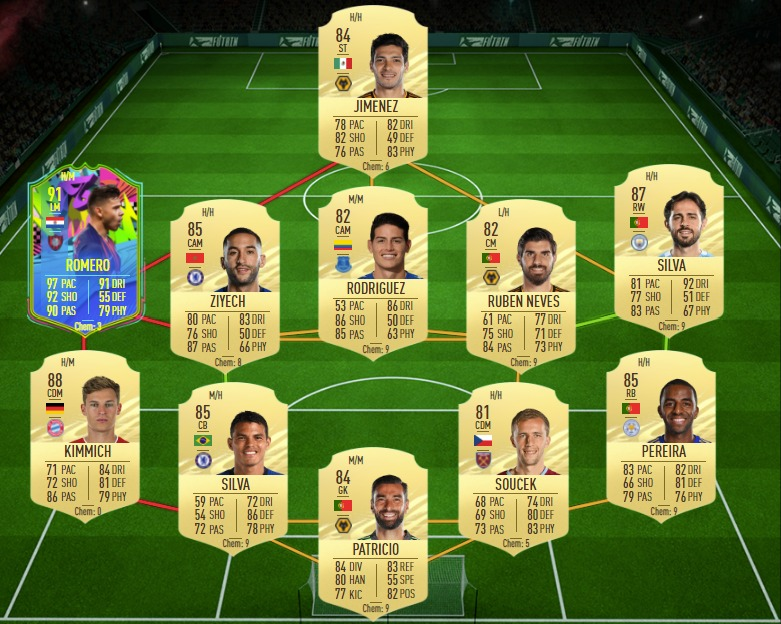 H/H
84
ST
JIMENEZ
78 PAC 82 DRI
82 SHO 49 DEF
76 PAS 83 PHY
Chem: 6
H/M
91
LM
ROMERO
97 PAC 91 DRI
92 SHO 55 DEF
90 PAS 79 PHY
Chem: 3
H/H
85
CAM
ZIYECH
80 PAC 83 DRI
76 SHO 50 DEF
87 PAS 66 PHY
Chem: 8
M/M
82
CAM
RODRIGUEZ
53 PAC 86 DRI
86 SHO 50 DEF
85 PAS 63 PHY
Chem: 9
L/H
82
CM
RUBEN NEVES
61 PAC 77 DRI
75 SHO 71 DEF
84 PAS 73 PHY
Chem: 9
H/H
87
RW
SILVA
81 PAC 92 DRI
77 SHO 51 DEF
83 PAS 67 PHY
Chem: 9
H/M
88
CDM
KIMMICH
71 PAC 84 DRI
72 SHO 81 DEF
86 PAS 79 PHY
Chem: 0
M/H
85
CB
SILVA
59 PAC 72 DRI
54 SHO 86 DEF
72 PAS 78 PHY
Chem: 9
M/M
84
GK
PATRICIO
84 DIV 83 REF
80 HAN 55 SPE
77 KIC 82 POS
Chem: 9
H/H
81
CDM
SOUCEK
68 PAC 74 DRI
69 SHO 80 DEF
73 PAS 83 PHY
Chem: 5
H/H
85
RB
PEREIRA
83 PAC 82 DRI
66 SHO 81 DEF
79 PAS 76 PHY
Chem: 9